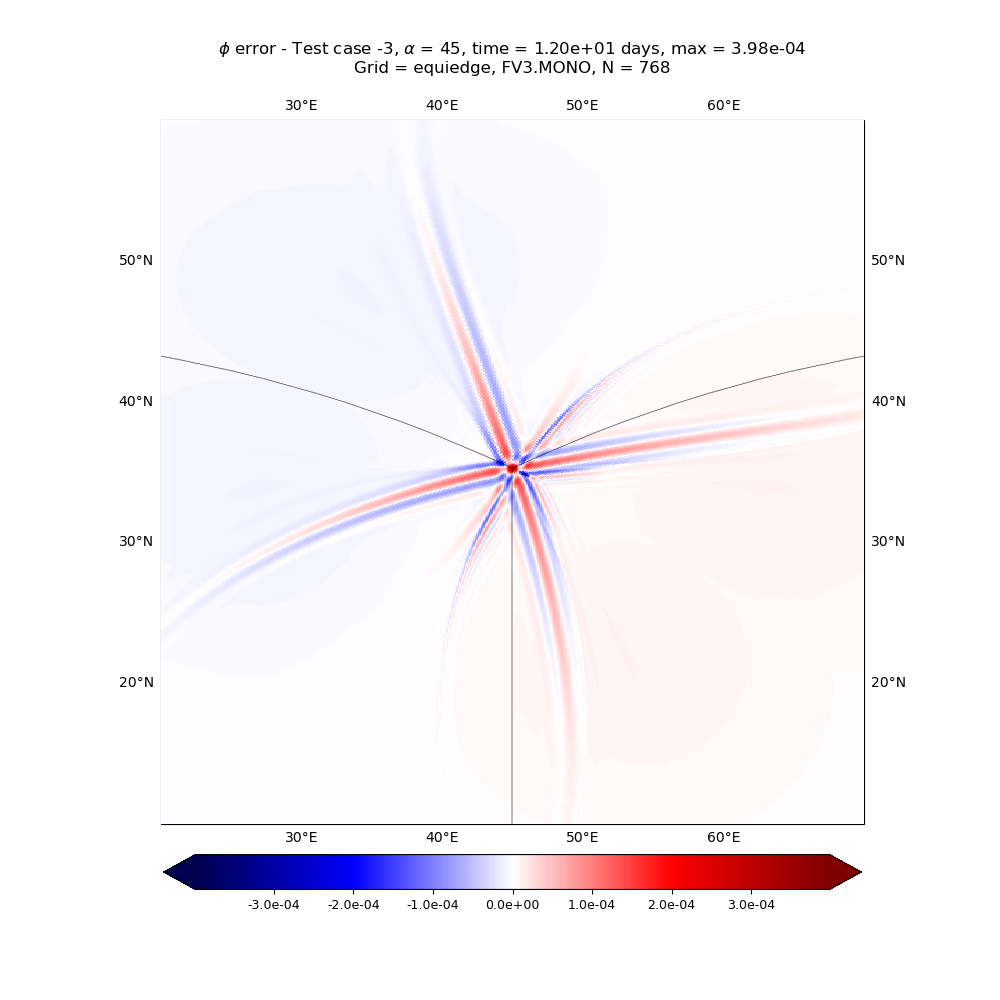 ϕ error - Test case -3, α = 45, time = 1.20e+01 days, max = 3.98e-04
Grid = equiedge, FV3.MONO, N = 768
30°E 40°E 50°E 60°E
50°N 50°N
40°N 40°N
30°N 30°N
20°N 20°N
30°E 40°E 50°E 60°E
-3.0e-04 -2.0e-04 -1.0e-04 0.0e+00 1.0e-04 2.0e-04 3.0e-04